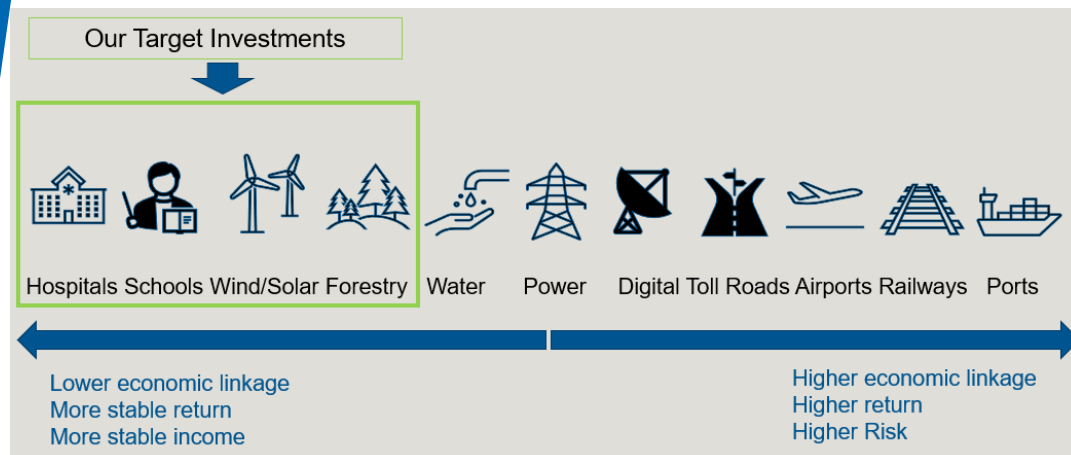 Our Target Investments
Hospitals Schools Wind/Solar Forestry Water Power Digital Toll Roads Airports Railways Ports
Lower economic linkage
More stable return
More stable income
Higher economic linkage
Higher return
Higher Risk